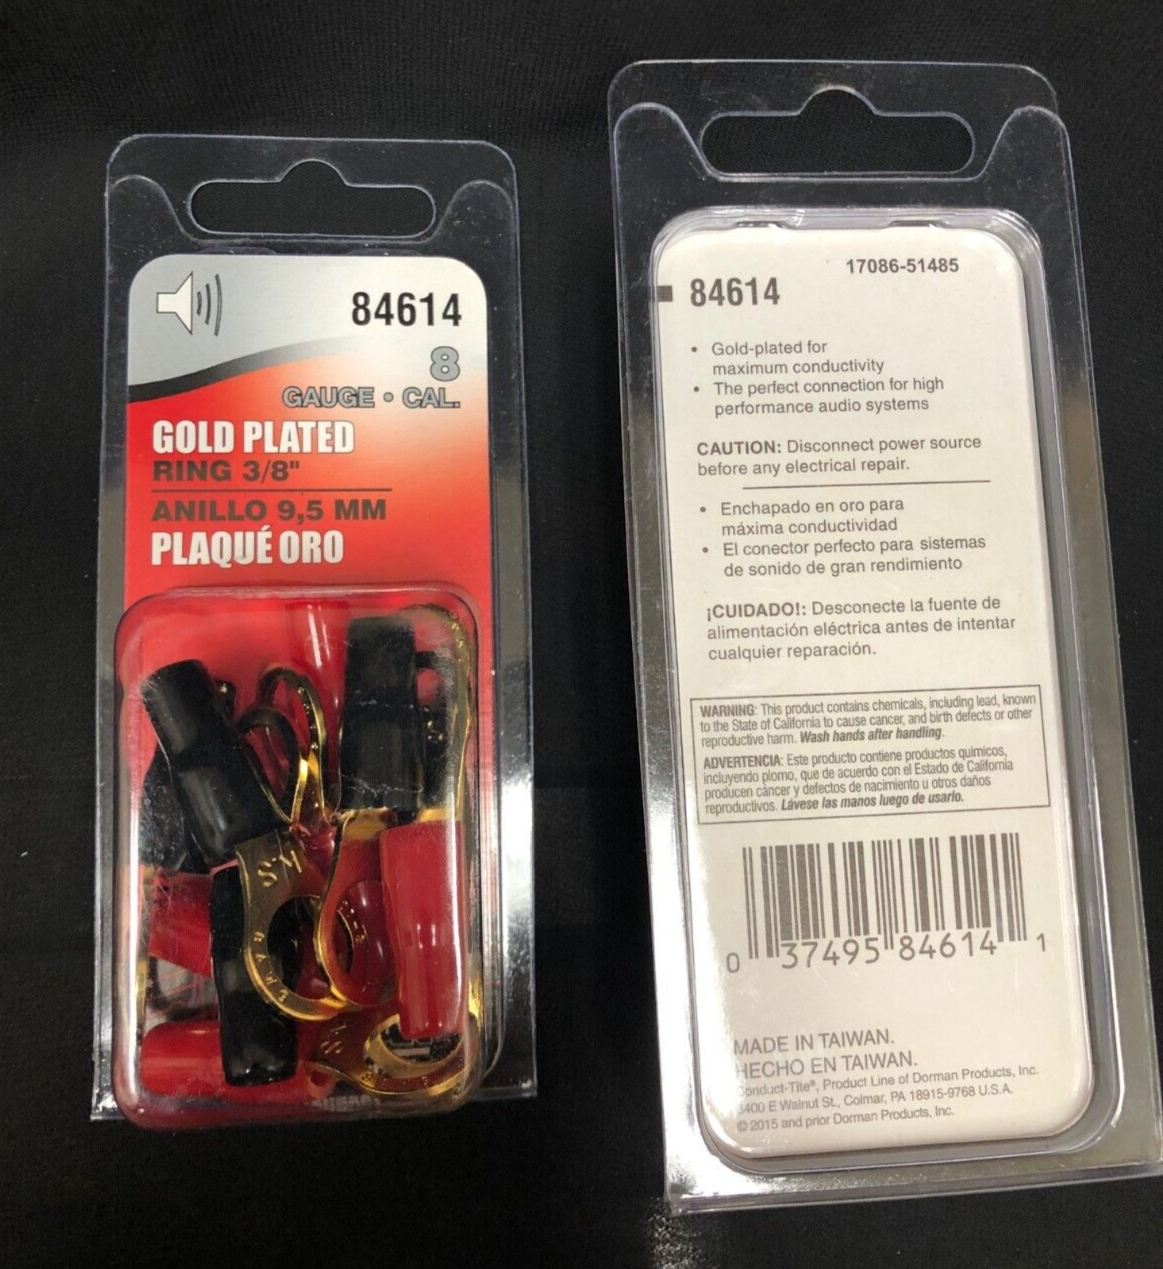 84614
8
GAUGE • CAL.
GOLD PLATED
RING 3/8"
ANILLO 9,5 MM
PLAQUÉ ORO
17086-51485
84614
• Gold-plated for
maximum conductivity
• The perfect connection for high
performance audio systems
CAUTION: Disconnect power source
before any electrical repair.
• Enchapado en oro para
máxima conductividad
• El conector perfecto para sistemas
de sonido de gran rendimiento
¡CUIDADO!: Desconecte la fuente de
alimentación eléctrica antes de intentar
cualquier reparación.
WARNING: This product contains chemicals, including lead, known
to the State of California to cause cancer, and birth defects or other
reproductive harm. Wash hands after handling.
ADVERTENCIA: Este producto contiene productos químicos,
incluyendo plomo, que de acuerdo con el Estado de California
producen cáncer y defectos de nacimiento u otros daños
reproductivos. Lávese las manos luego de usarlo.
0 37495 84614 1
MADE IN TAIWAN.
HECHO EN TAIWAN.
Conduct-Tite®, Product Line of Dorman Products, Inc.
3400 E Walnut St., Colmar, PA 18915-9768 U.S.A.
© 2015 and prior Dorman Products, Inc.